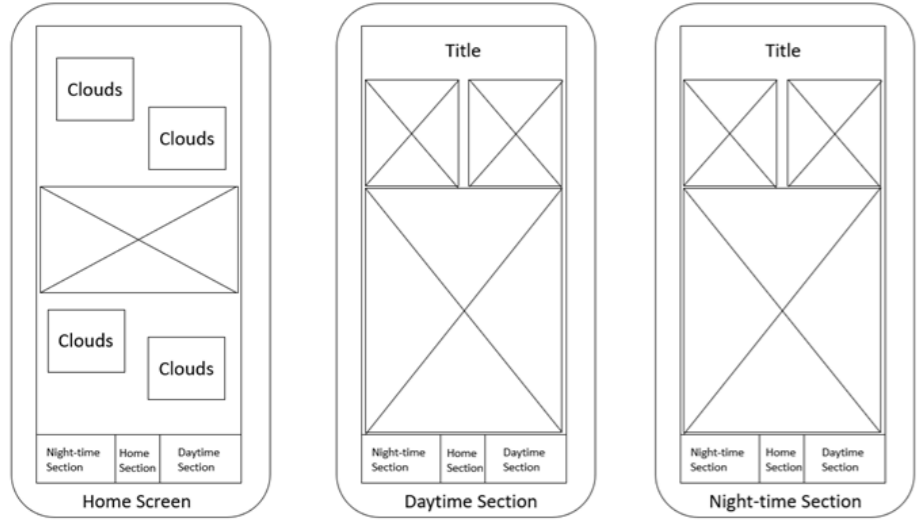 Clouds
Clouds
Clouds
Clouds
Night-time
Section
Home
Section
Daytime
Section
Home Screen
Title
Night-time
Section
Home
Section
Daytime
Section
Daytime Section
Title
Night-time
Section
Home
Section
Daytime
Section
Night-time Section